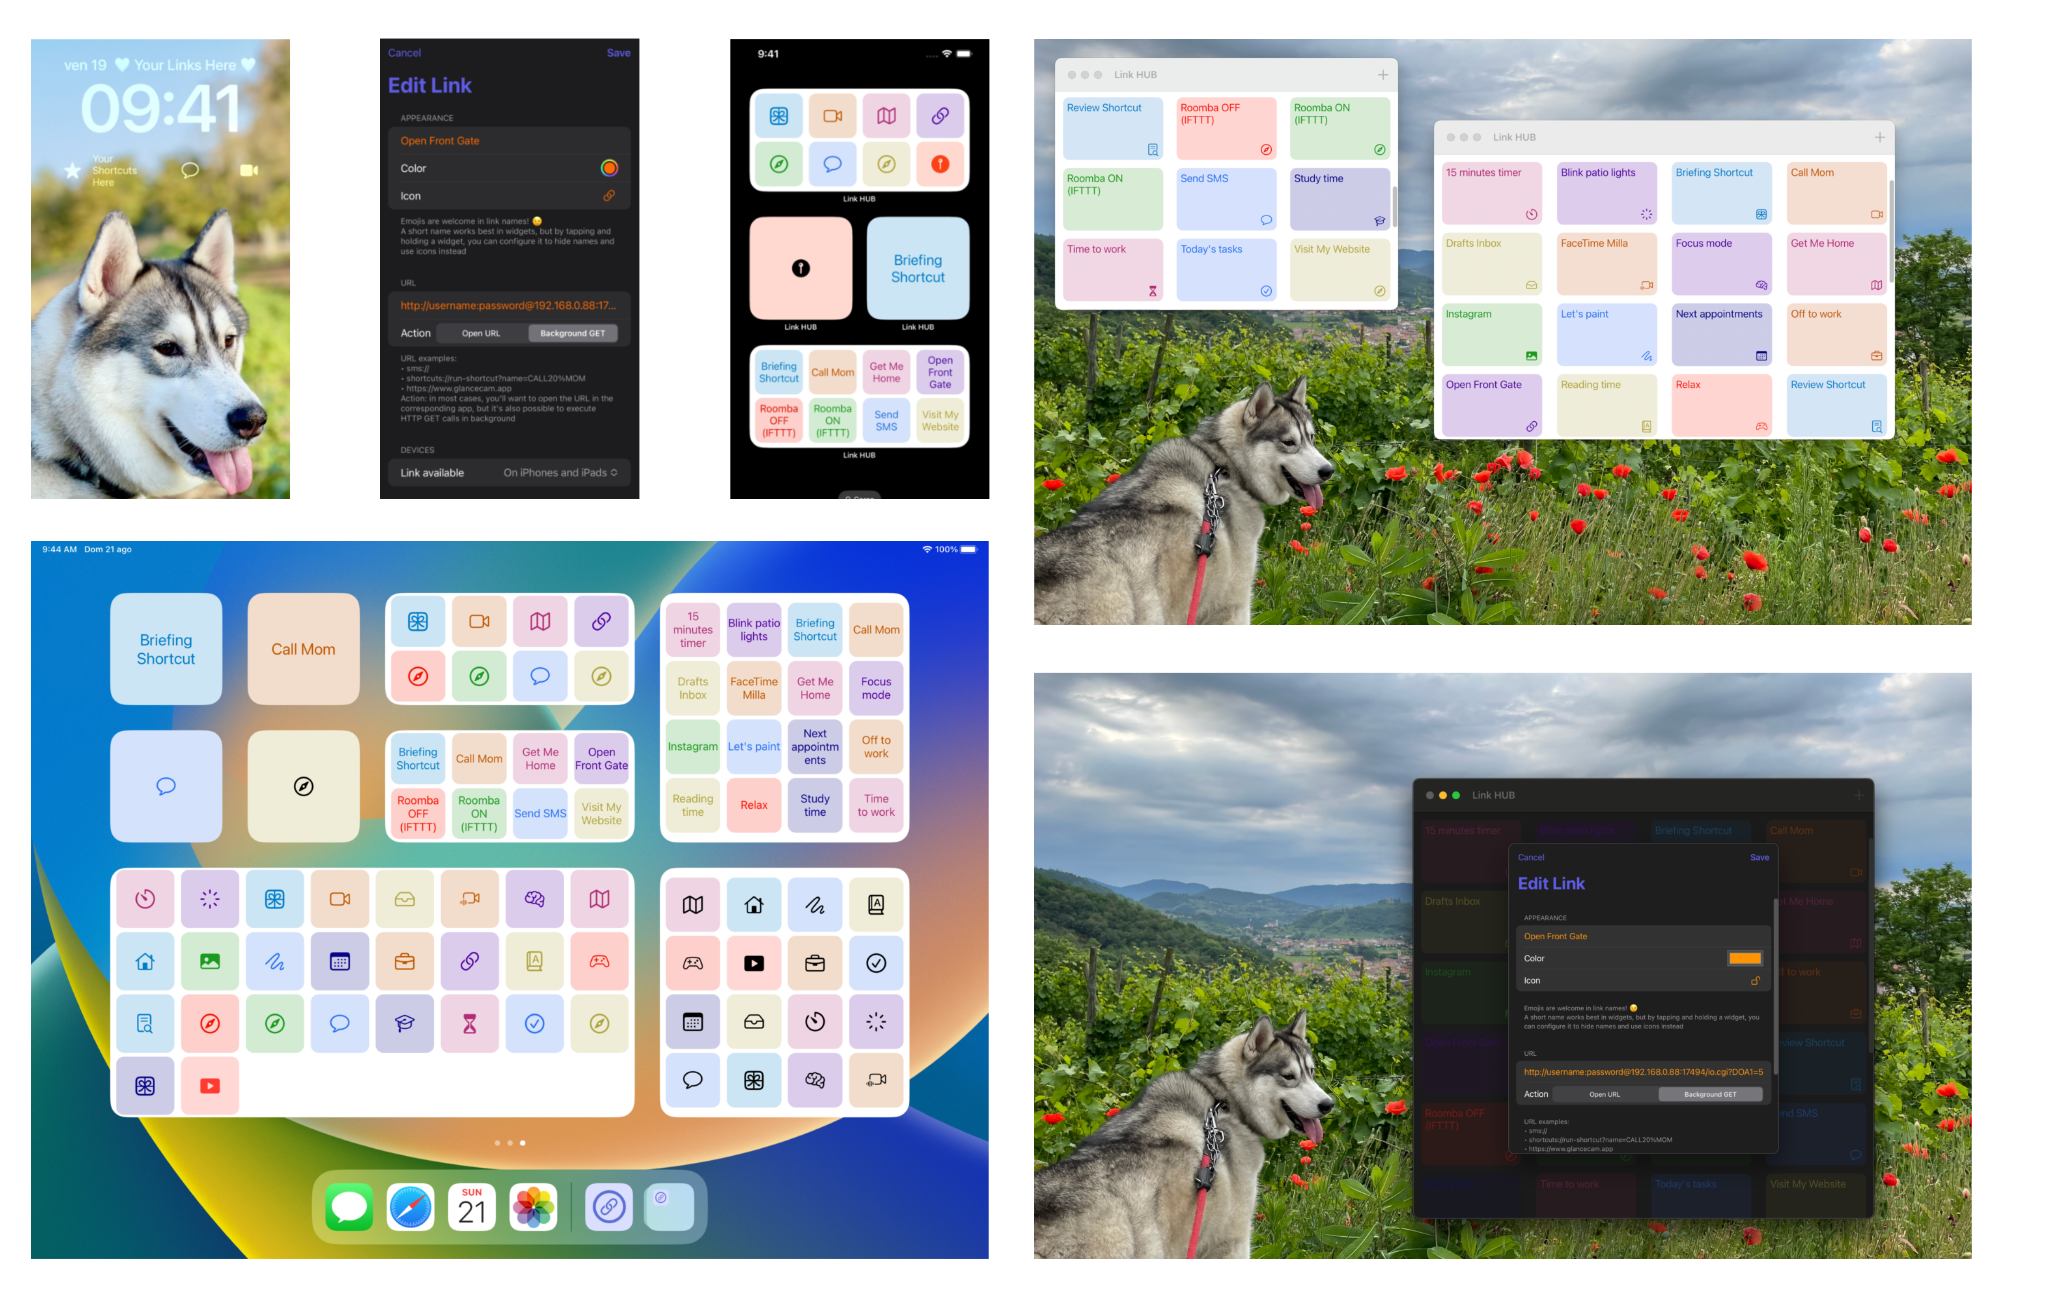 ven 19 🤍 Your Links Here 🤍
09:41
Your
Shortcuts
Here
Cancel
Save
Edit Link
APPEARANCE
Open Front Gate
Color
Icon
Emojis are welcome in link names! 😉
A short name works best in widgets, but by tapping and
holding a widget, you can configure it to hide names and
use icons instead
URL
http://username:password@192.168.0.88:17...
Action
Open URL
Background GET
URL examples:
• sms://
• shortcuts://run-shortcut?name=CALL20%MOM
• https://www.glancecam.app
Action: in most cases, you'll want to open the URL in the
corresponding app, but it's also possible to execute
HTTP GET calls in background
DEVICES
Link available
On iPhones and iPads
9:41
Link HUB
Briefing
Shortcut
Link HUB
Link HUB
Briefing
Shortcut
Call Mom
Get Me
Home
Open
Front
Gate
Roomba
OFF
(IFTTT)
Roomba
ON
(IFTTT)
Send
SMS
Visit My
Website
Link HUB
Link HUB
Review Shortcut
Roomba OFF
(IFTTT)
Roomba ON
(IFTTT)
Roomba ON
(IFTTT)
Send SMS
Study time
Time to work
Today's tasks
Visit My Website
Link HUB
15 minutes timer
Blink patio lights
Briefing Shortcut
Call Mom
Drafts Inbox
FaceTime Milla
Focus mode
Get Me Home
Instagram
Let's paint
Next appointments
Off to work
Open Front Gate
Reading time
Relax
Review Shortcut
9:44 AM Dom 21 ago
100%
Briefing
Shortcut
Call Mom
Briefing
Shortcut
Call Mom
Get Me
Home
Open
Front Gate
Roomba
OFF
(IFTTT)
Roomba
ON
(IFTTT)
Send SMS
Visit My
Website
15
minutes
timer
Blink patio
lights
Briefing
Shortcut
Call Mom
Drafts
Inbox
FaceTime
Milla
Get Me
Home
Focus
mode
Instagram
Let's paint
Next
appointm
ents
Off to
work
Reading
time
Relax
Study
time
Time
to work
SUN
21
Link HUB
15 minutes timer
Briefing Shortcut
Call Mom
Drafts Inbox
Instagram
Roomba OFF
(IFTTT)
Time to work
Today's tasks
Visit My Website
Cancel
Save
Edit Link
APPEARANCE
Open Front Gate
Color
Icon
Emojis are welcome in link names! 😉
A short name works best in widgets, but by tapping and holding a widget, you
can configure it to hide names and use icons instead
URL
http://username:password@192.168.0.88:17494/io.cgi?DOA1=5
Action
Open URL
Background GET
URL examples:
• sms://
• shortcuts://run-shortcut?name=CALL20%MOM
• https://www.glancecam.app